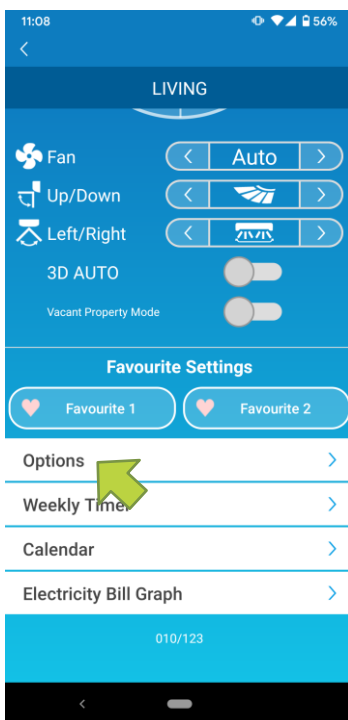 11:08 56%
LIVING
Fan Auto
Up/Down
Left/Right
3D AUTO
Vacant Property Mode
Favourite Settings
Favourite 1 Favourite 2
Options
Weekly Timer
Calendar
Electricity Bill Graph
010/123